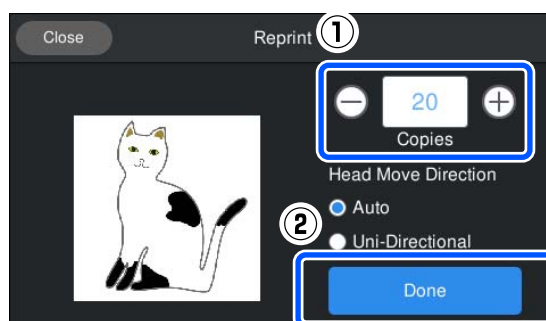 Close
Reprint
①
20
Copies
Head Move Direction
Auto
②
Uni-Directional
Done